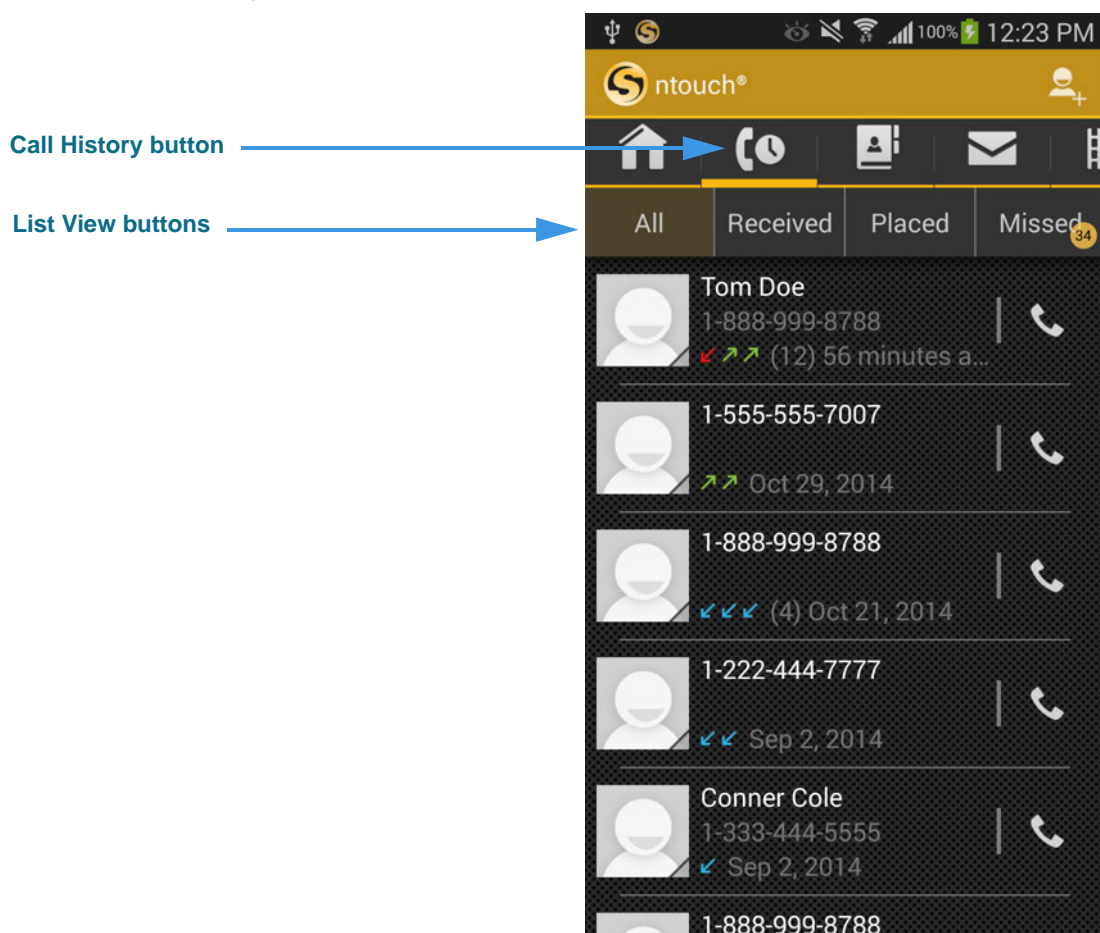 100% 12:23 PM
ntouch®
Call History button
List View buttons
All Received Placed Missed 34
Tom Doe
1-888-999-8788
(12) 56 minutes a...
1-555-555-7007
Oct 29, 2014
1-888-999-8788
(4) Oct 21, 2014
1-222-444-7777
Sep 2, 2014
Conner Cole
1-333-444-5555
Sep 2, 2014
1-888-999-8788